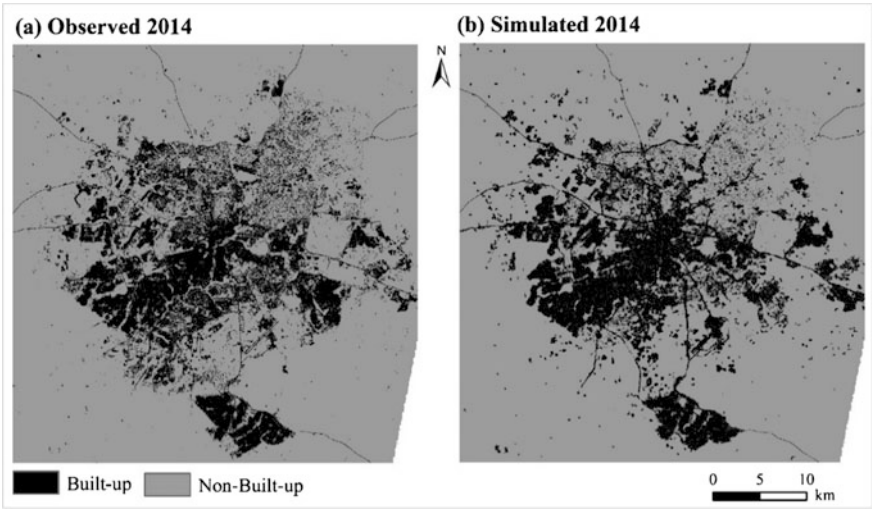 (a) Observed 2014
(b) Simulated 2014
N
Built-up
Non-Built-up
0 5 10
km